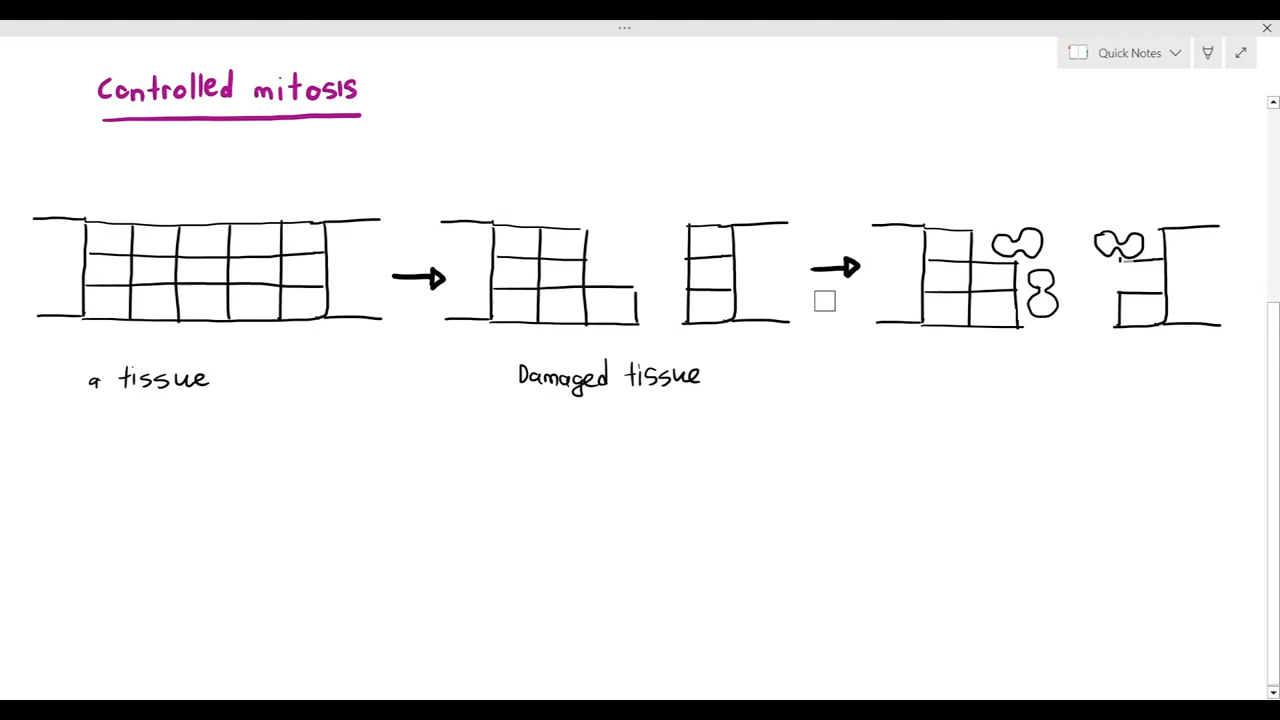 Quick Notes
Controlled mitosis
a tissue
Damaged tissue